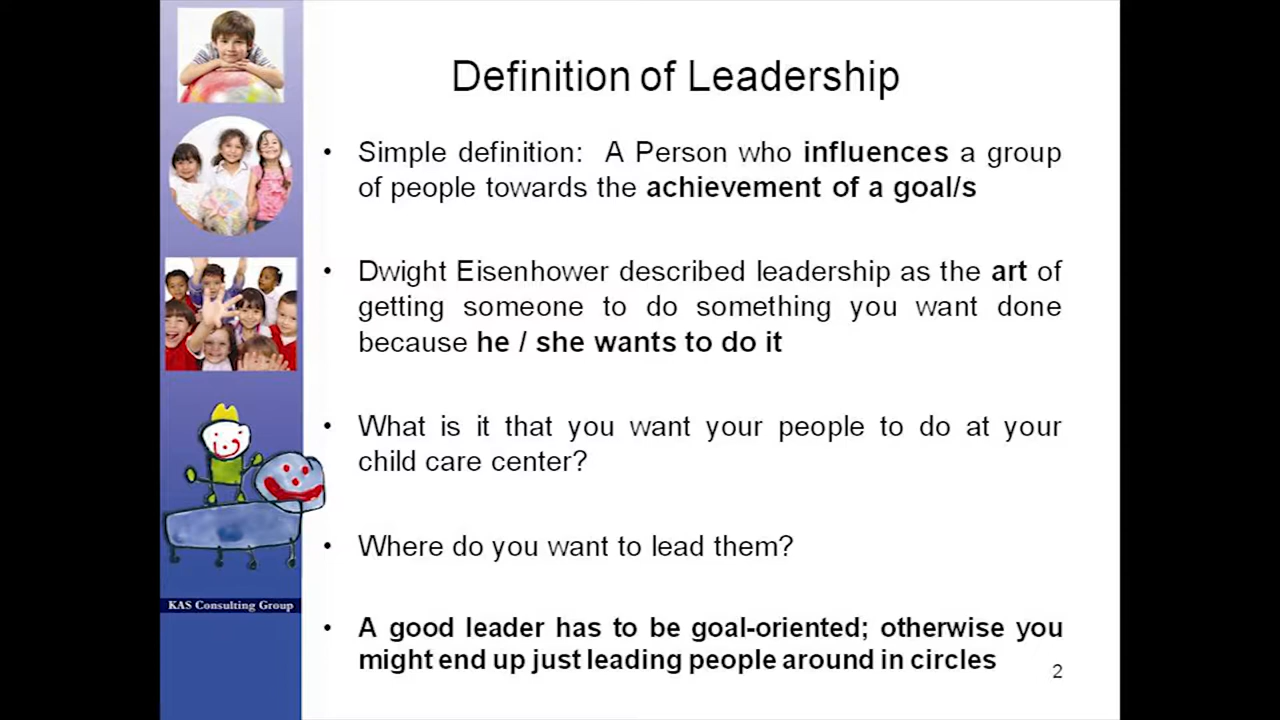 Definition of Leadership
• Simple definition: A Person who influences a group
of people towards the achievement of a goal/s
• Dwight Eisenhower described leadership as the art of
getting someone to do something you want done
because he / she wants to do it
• What is it that you want your people to do at your
child care center?
• Where do you want to lead them?
KAS Consulting Group
• A good leader has to be goal-oriented; otherwise you
might end up just leading people around in circles
2